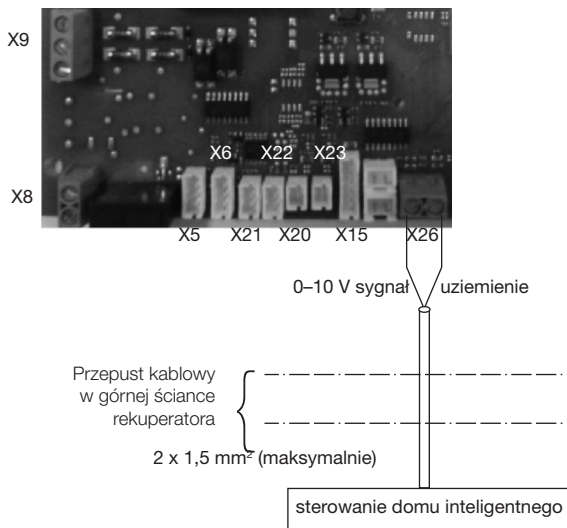 X9
X6
X22
X23
X8
X5
X21
X20
X15
X26
0–10 V sygnał
uziemienie
Przepust kablowy
w górnej ściance
rekuperatora
2 x 1,5 mm² (maksymalnie)
sterowanie domu inteligentnego